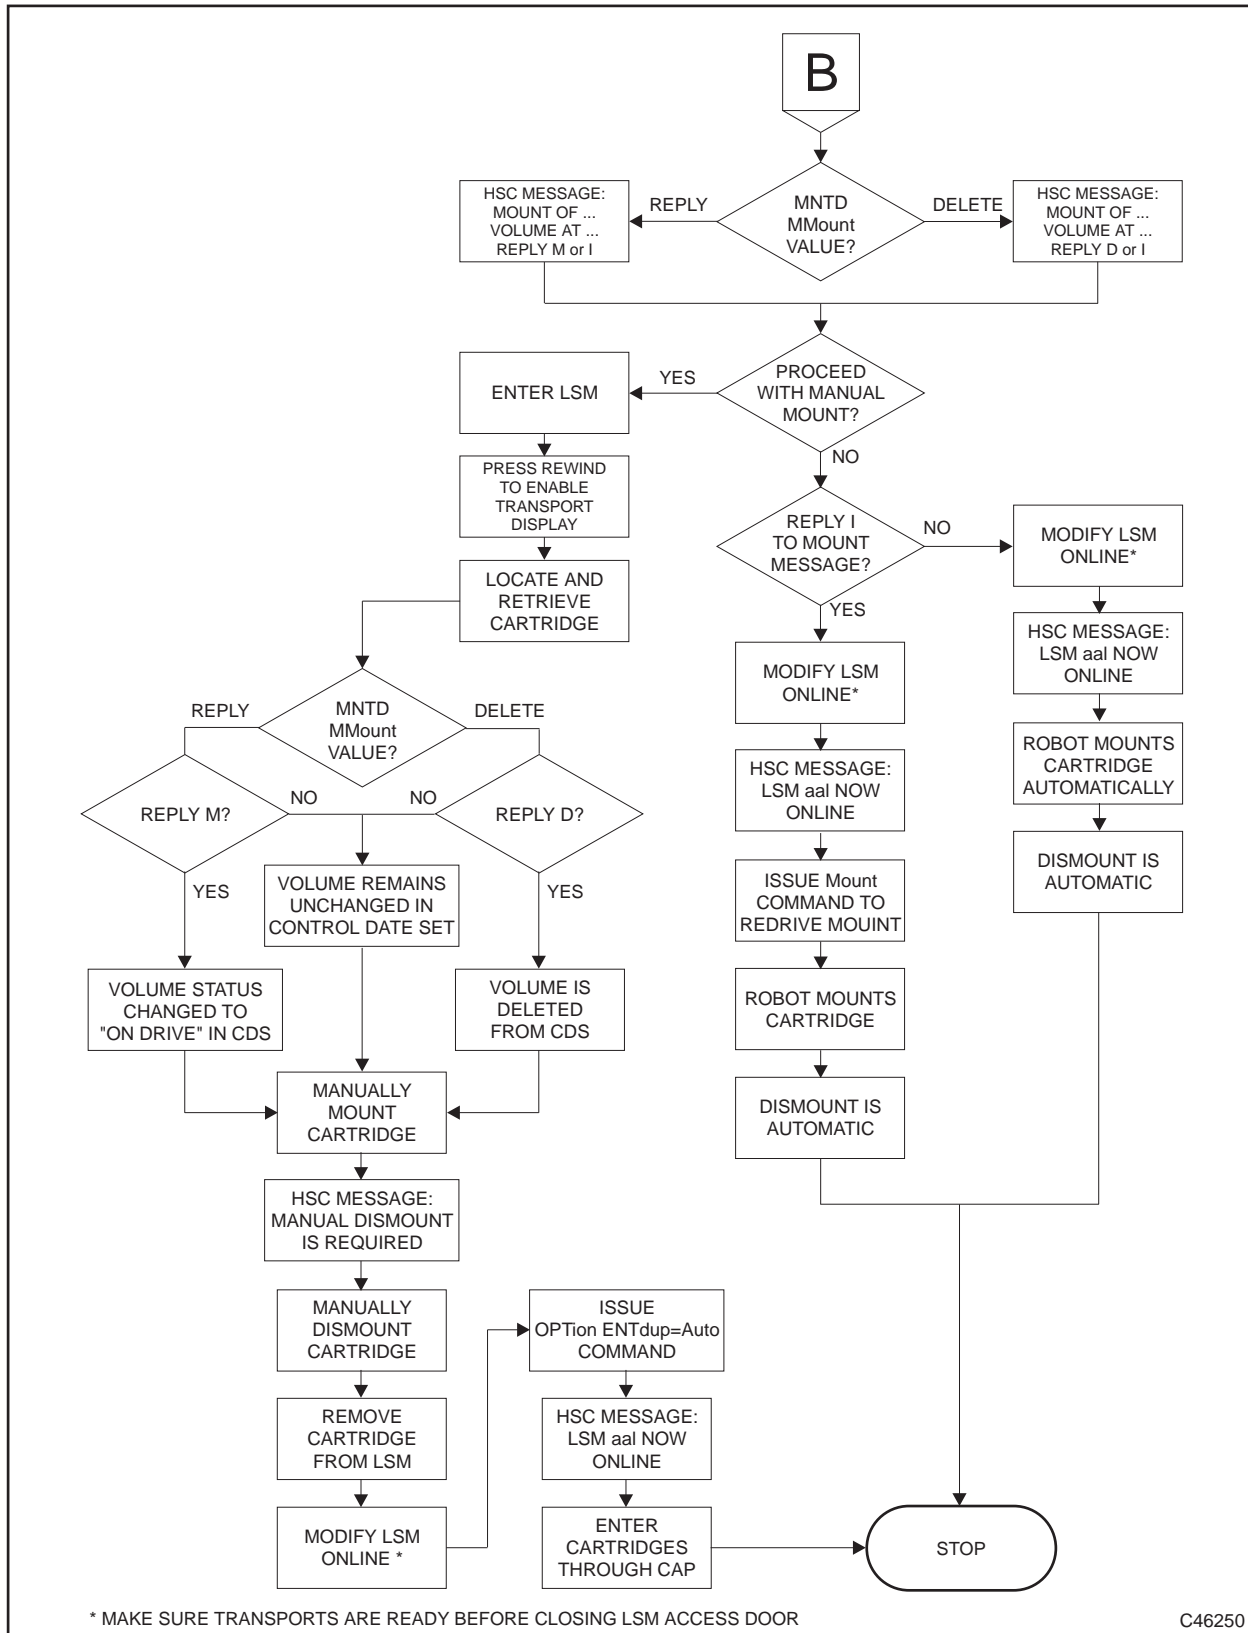 B
HSC MESSAGE:
MOUNT OF ...
VOLUME AT ...
REPLY M or I
REPLY
MNTD
MMount
VALUE?
DELETE
HSC MESSAGE:
MOUNT OF ...
VOLUME AT ...
REPLY D or I
ENTER LSM
YES
PROCEED
WITH MANUAL
MOUNT?
NO
PRESS REWIND
TO ENABLE
TRANSPORT
DISPLAY
LOCATE AND
RETRIEVE
CARTRIDGE
REPLY I
TO MOUNT
MESSAGE?
NO
YES
MODIFY LSM
ONLINE*
HSC MESSAGE:
LSM aal NOW
ONLINE
ROBOT MOUNTS
CARTRIDGE
AUTOMATICALLY
DISMOUNT IS
AUTOMATIC
MODIFY LSM
ONLINE*
HSC MESSAGE:
LSM aal NOW
ONLINE
ISSUE Mount
COMMAND TO
REDRIVE MOUINT
ROBOT MOUNTS
CARTRIDGE
DISMOUNT IS
AUTOMATIC
REPLY
MNTD
MMount
VALUE?
DELETE
REPLY M?
NO
NO
REPLY D?
YES
VOLUME REMAINS
UNCHANGED IN
CONTROL DATE SET
YES
VOLUME STATUS
CHANGED TO
"ON DRIVE" IN CDS
VOLUME IS
DELETED
FROM CDS
MANUALLY
MOUNT
CARTRIDGE
HSC MESSAGE:
MANUAL DISMOUNT
IS REQUIRED
MANUALLY
DISMOUNT
CARTRIDGE
REMOVE
CARTRIDGE
FROM LSM
MODIFY LSM
ONLINE *
ISSUE
OPTion ENTdup=Auto
COMMAND
HSC MESSAGE:
LSM aal NOW
ONLINE
ENTER
CARTRIDGES
THROUGH CAP
STOP
* MAKE SURE TRANSPORTS ARE READY BEFORE CLOSING LSM ACCESS DOOR
C46250